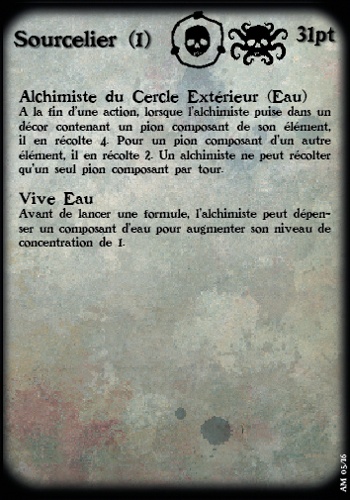 Sourcelier (1)
31pt
Alchimiste du Cercle Extérieur (Eau)
A la fin d'une action, lorsque l'alchimiste puise dans un
décor contenant un pion composant de son élément,
il en récolte 4. Pour un pion composant d'un autre
élément, il en récolte 2. Un alchimiste ne peut récolter
qu'un seul pion composant par tour.
Vive Eau
Avant de lancer une formule, l'alchimiste peut dépen-
ser un composant d'eau pour augmenter son niveau de
concentration de 1.
AM 05/16